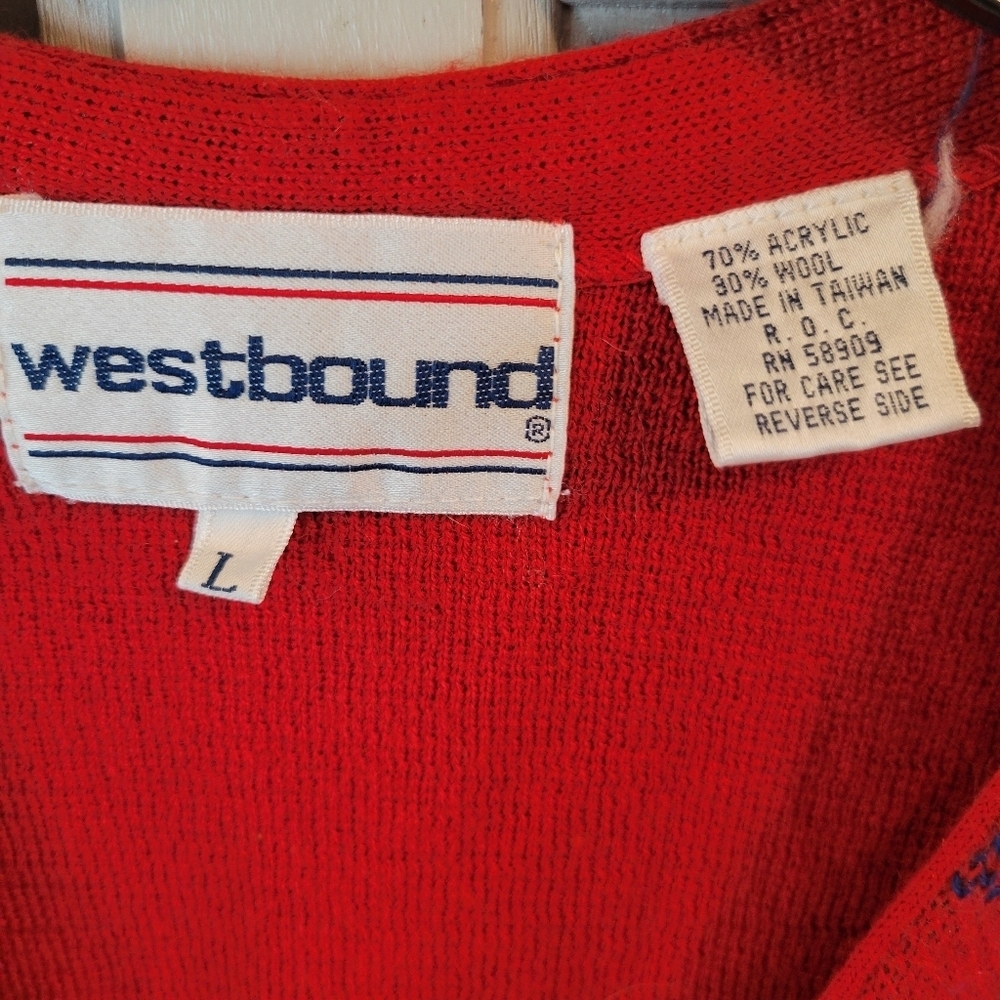 westbound
®
L
70% ACRYLIC
30% WOOL
MADE IN TAIWAN
R. O. C.
RN 58909
FOR CARE SEE
REVERSE SIDE